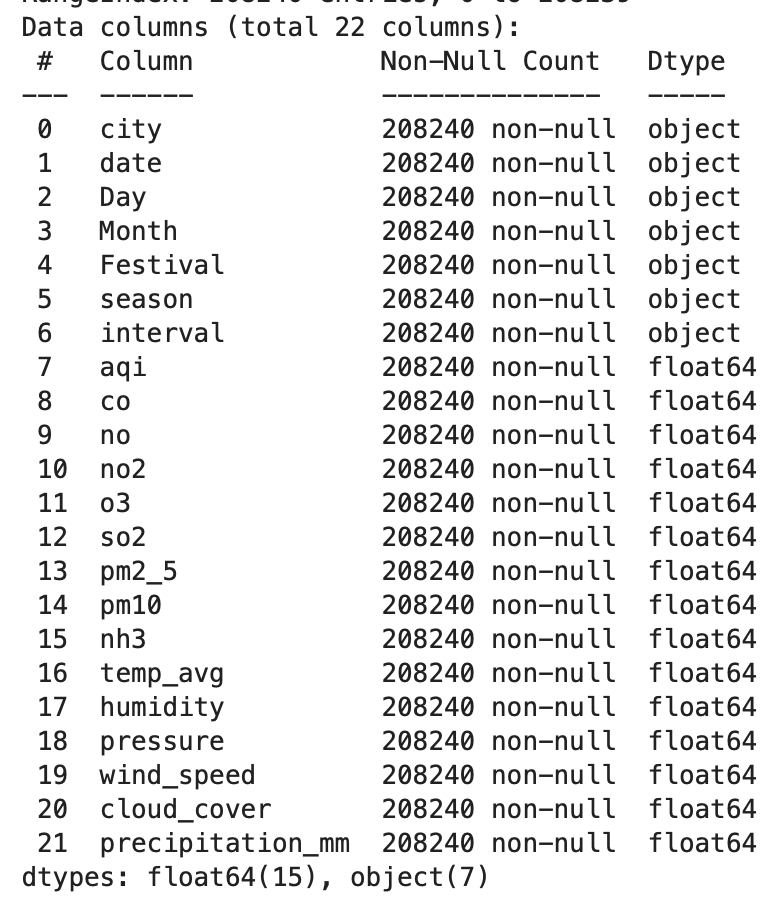 Data columns (total 22 columns):
#   Column            Non-Null Count   Dtype
---  ------            --------------   -----
0   city              208240 non-null  object
1   date              208240 non-null  object
2   Day               208240 non-null  object
3   Month             208240 non-null  object
4   Festival          208240 non-null  object
5   season            208240 non-null  object
6   interval          208240 non-null  object
7   aqi               208240 non-null  float64
8   co                208240 non-null  float64
9   no                208240 non-null  float64
10  no2               208240 non-null  float64
11  o3                208240 non-null  float64
12  so2               208240 non-null  float64
13  pm2_5             208240 non-null  float64
14  pm10              208240 non-null  float64
15  nh3               208240 non-null  float64
16  temp_avg          208240 non-null  float64
17  humidity          208240 non-null  float64
18  pressure          208240 non-null  float64
19  wind_speed        208240 non-null  float64
20  cloud_cover       208240 non-null  float64
21  precipitation_mm  208240 non-null  float64
dtypes: float64(15), object(7)